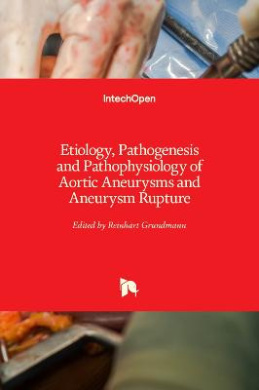 IntechOpen
Etiology, Pathogenesis
and Pathophysiology of
Aortic Aneurysms and
Aneurysm Rupture
Edited by Reinhart Grundmann